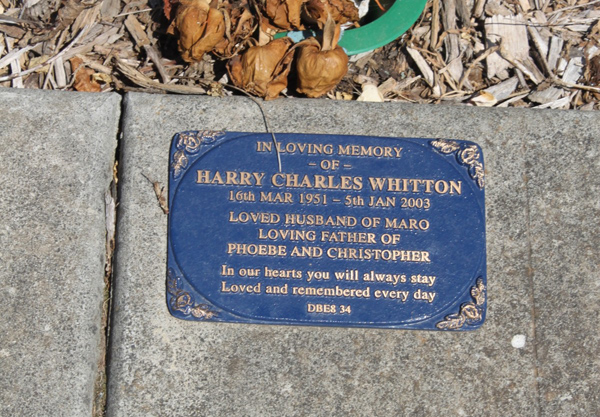 IN LOVING MEMORY
– OF –
HARRY CHARLES WHITTON
16th MAR 1951 – 5th JAN 2003
LOVED HUSBAND OF MARO
LOVING FATHER OF
PHOEBE AND CHRISTOPHER
In our hearts you will always stay
Loved and remembered every day
DBE8 34